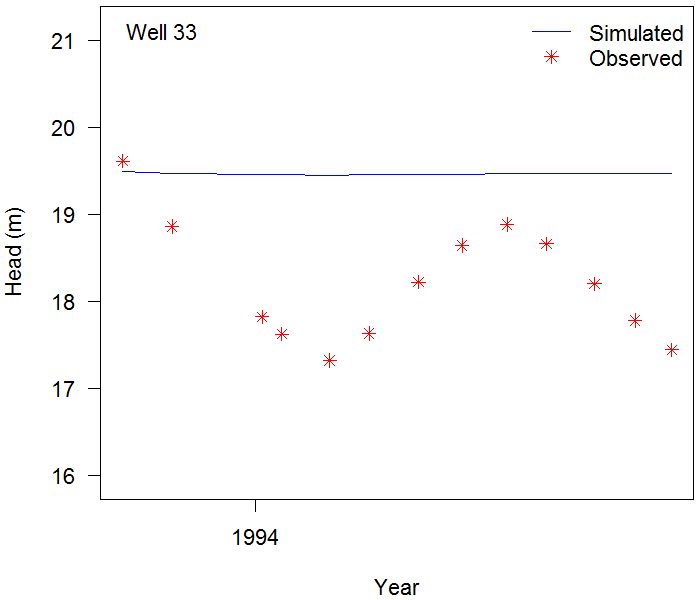 Well 33
Simulated
Observed
21
20
19
18
17
16
Head (m)
1994
Year